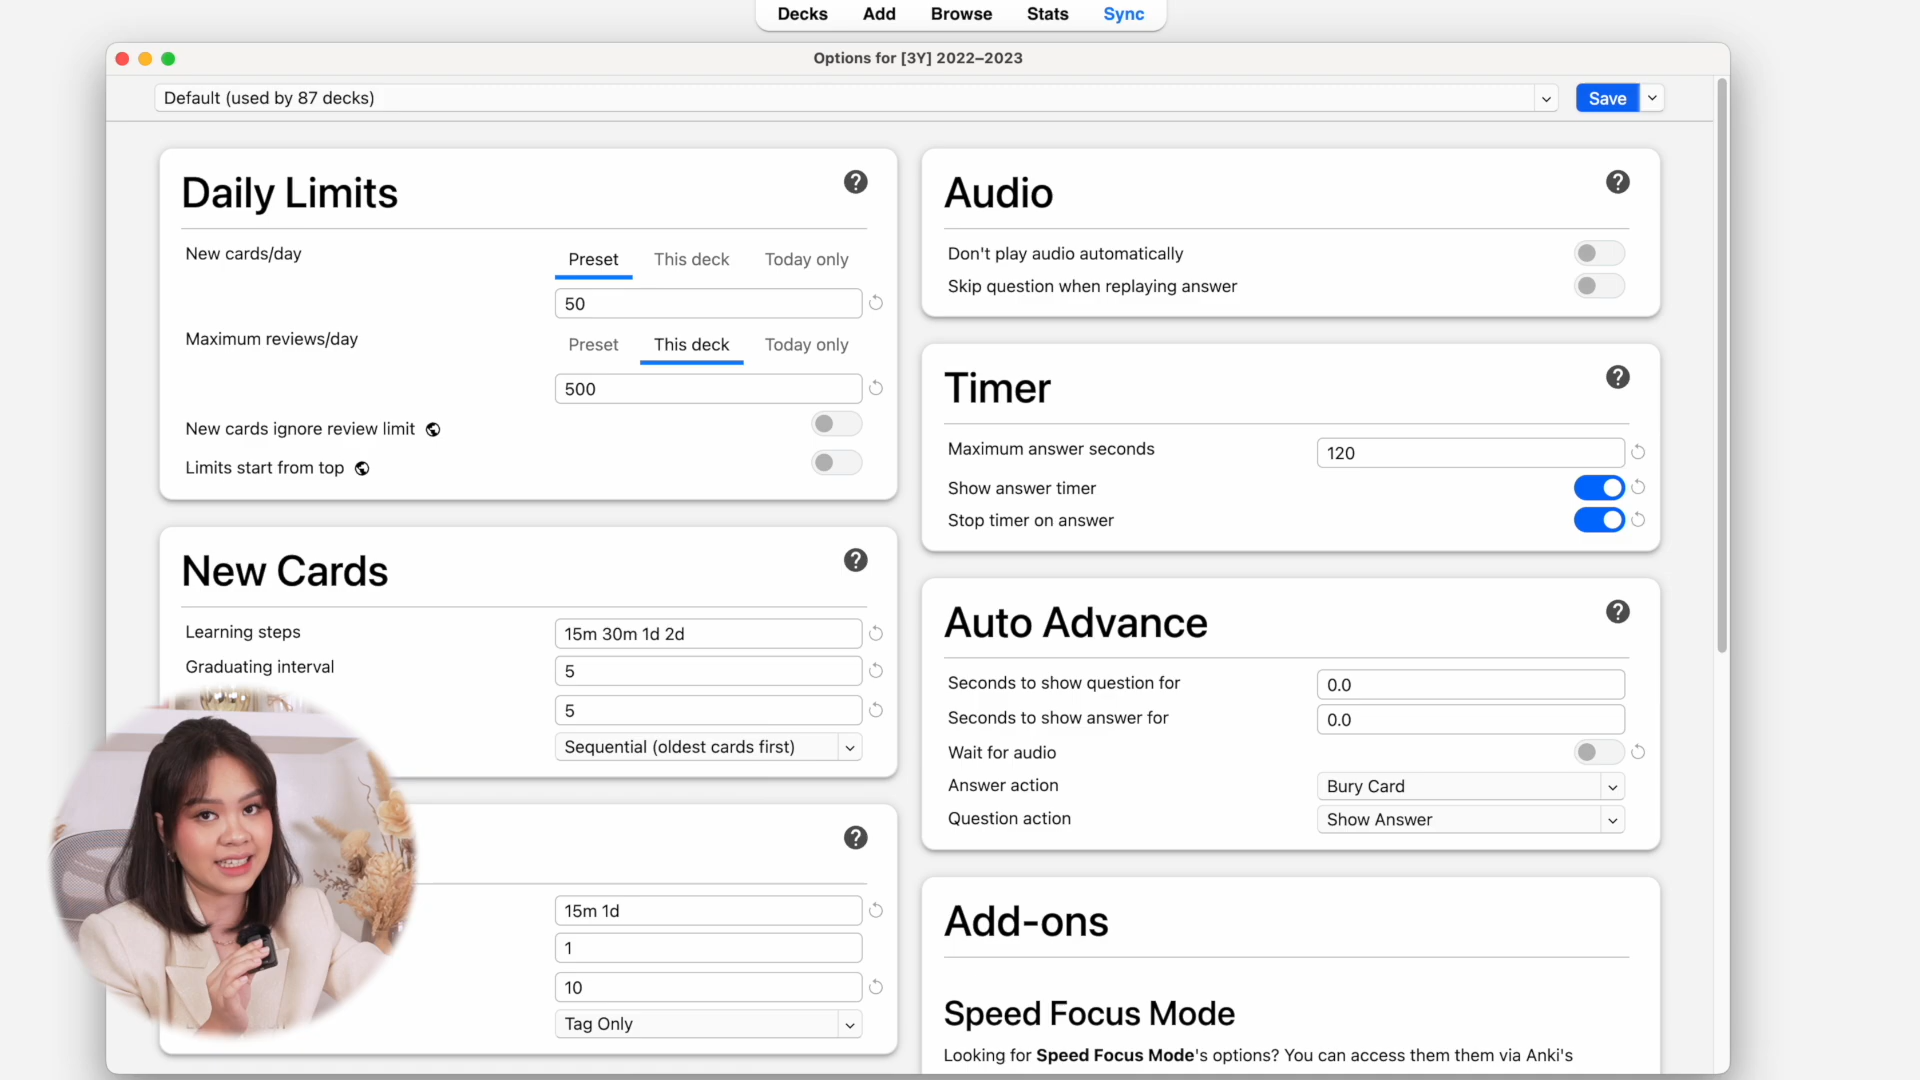 Decks Add Browse Stats Sync
Options for [3Y] 2022–2023
Default (used by 87 decks)
Save
Daily Limits
New cards/day
Preset This deck Today only
50
Maximum reviews/day
Preset This deck Today only
500
New cards ignore review limit
Limits start from top
New Cards
Learning steps
15m 30m 1d 2d
Graduating interval
5
5
Sequential (oldest cards first)
15m 1d
1
10
Tag Only
Audio
Don't play audio automatically
Skip question when replaying answer
Timer
Maximum answer seconds
120
Show answer timer
Stop timer on answer
Auto Advance
Seconds to show question for
0.0
Seconds to show answer for
0.0
Wait for audio
Answer action
Bury Card
Question action
Show Answer
Add-ons
Speed Focus Mode
Looking for Speed Focus Mode's options? You can access them them via Anki's